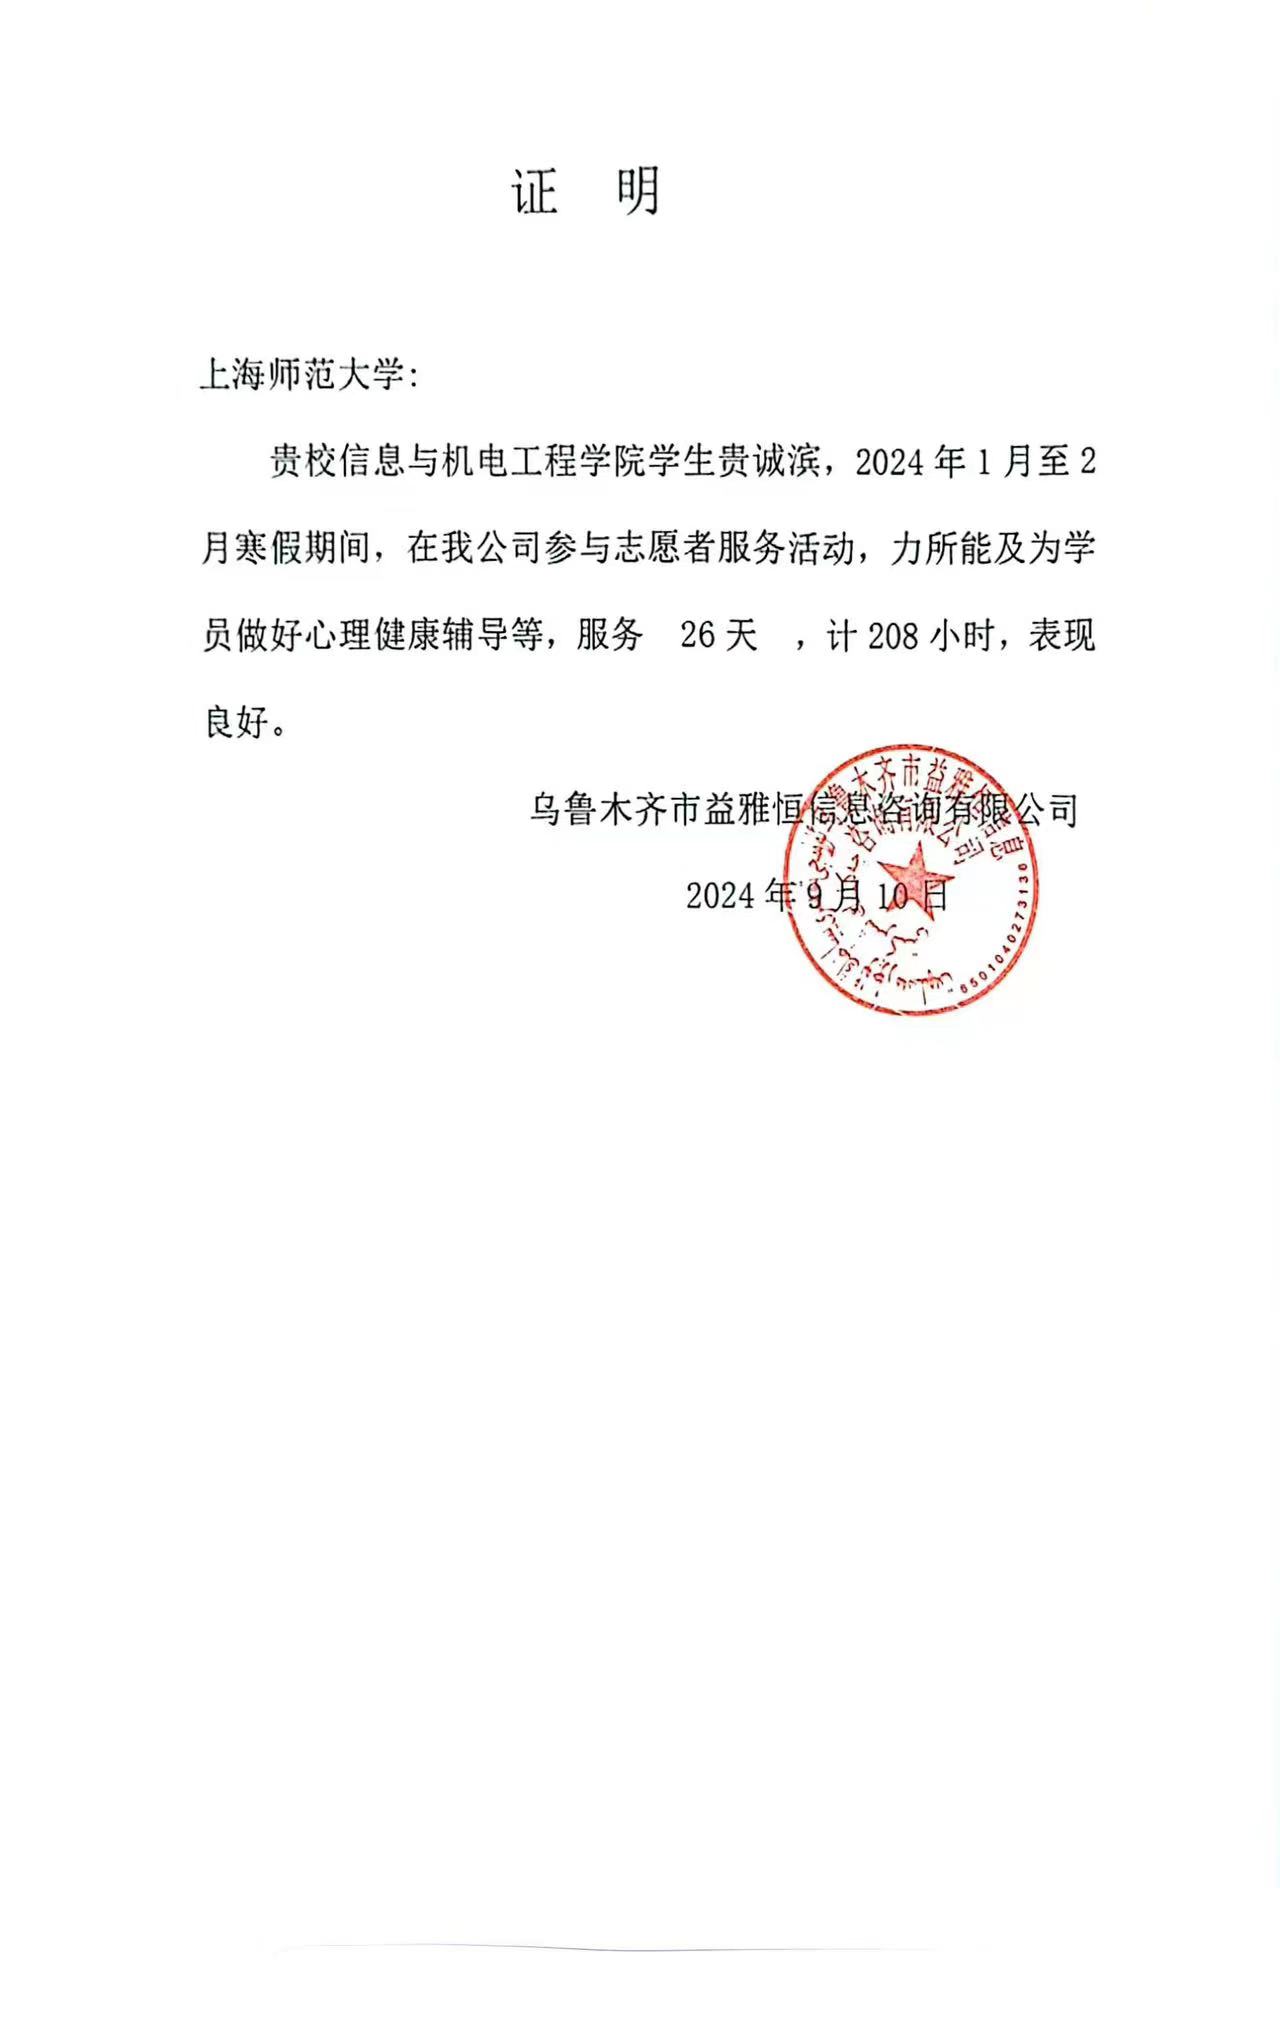 证 明
上海师范大学:
贵校信息与机电工程学院学生贵诚滨，2024年1月至2
月寒假期间，在我公司参与志愿者服务活动，力所能及为学
员做好心理健康辅导等，服务 26天 ，计208小时，表现
良好。
乌鲁木齐市益雅恒信息咨询有限公司
2024年9月10日
乌鲁木齐市益雅恒信息
咨询有限公司
6501040273130